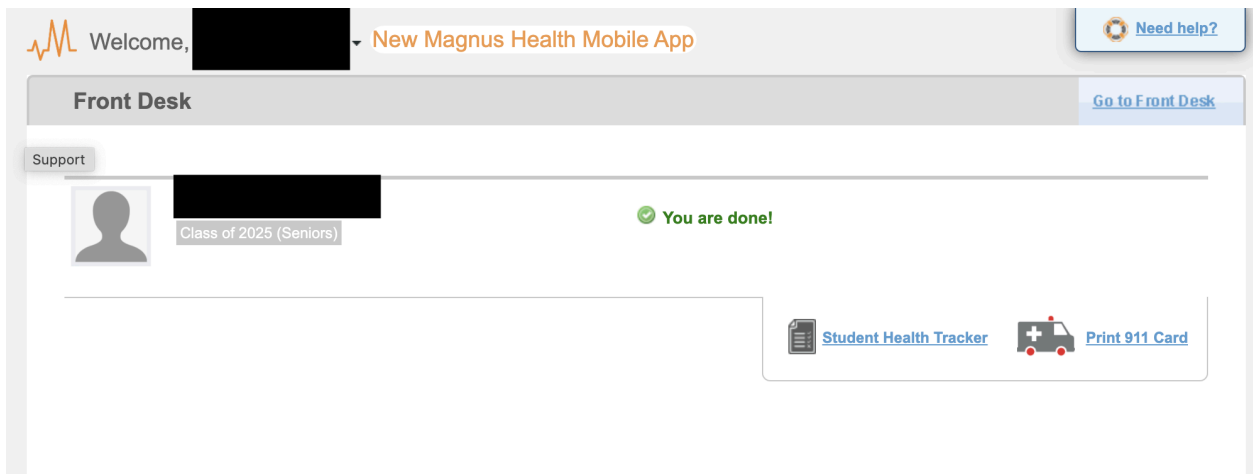 Welcome, New Magnus Health Mobile App
Need help?
Front Desk
Go to Front Desk
Support
Class of 2025 (Seniors)
You are done!
Student Health Tracker
Print 911 Card